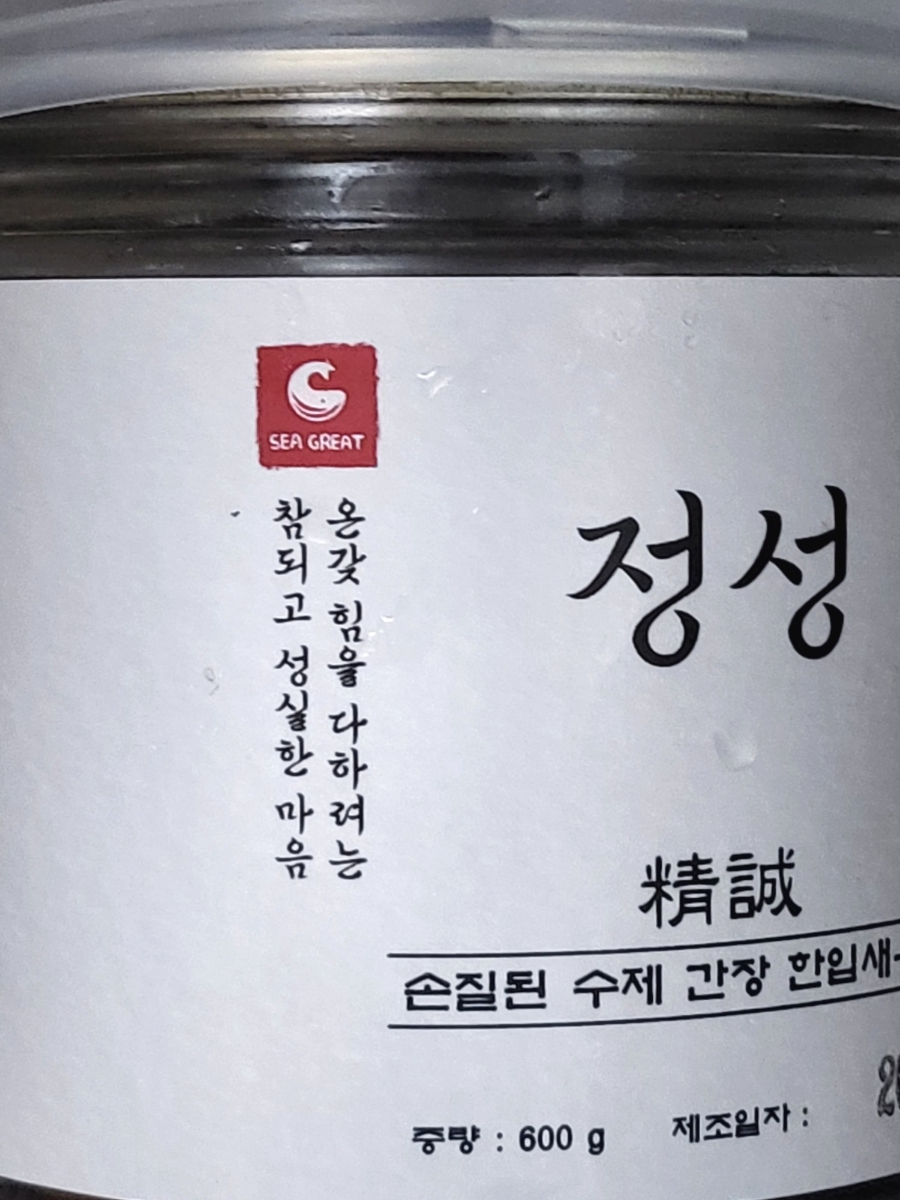 SEA GREAT
온갖 힘을 다하려는
참되고 성실한 마음
정성
精誠
손질된 수제 간장 한입새
중량 : 600 g
제조일자 :